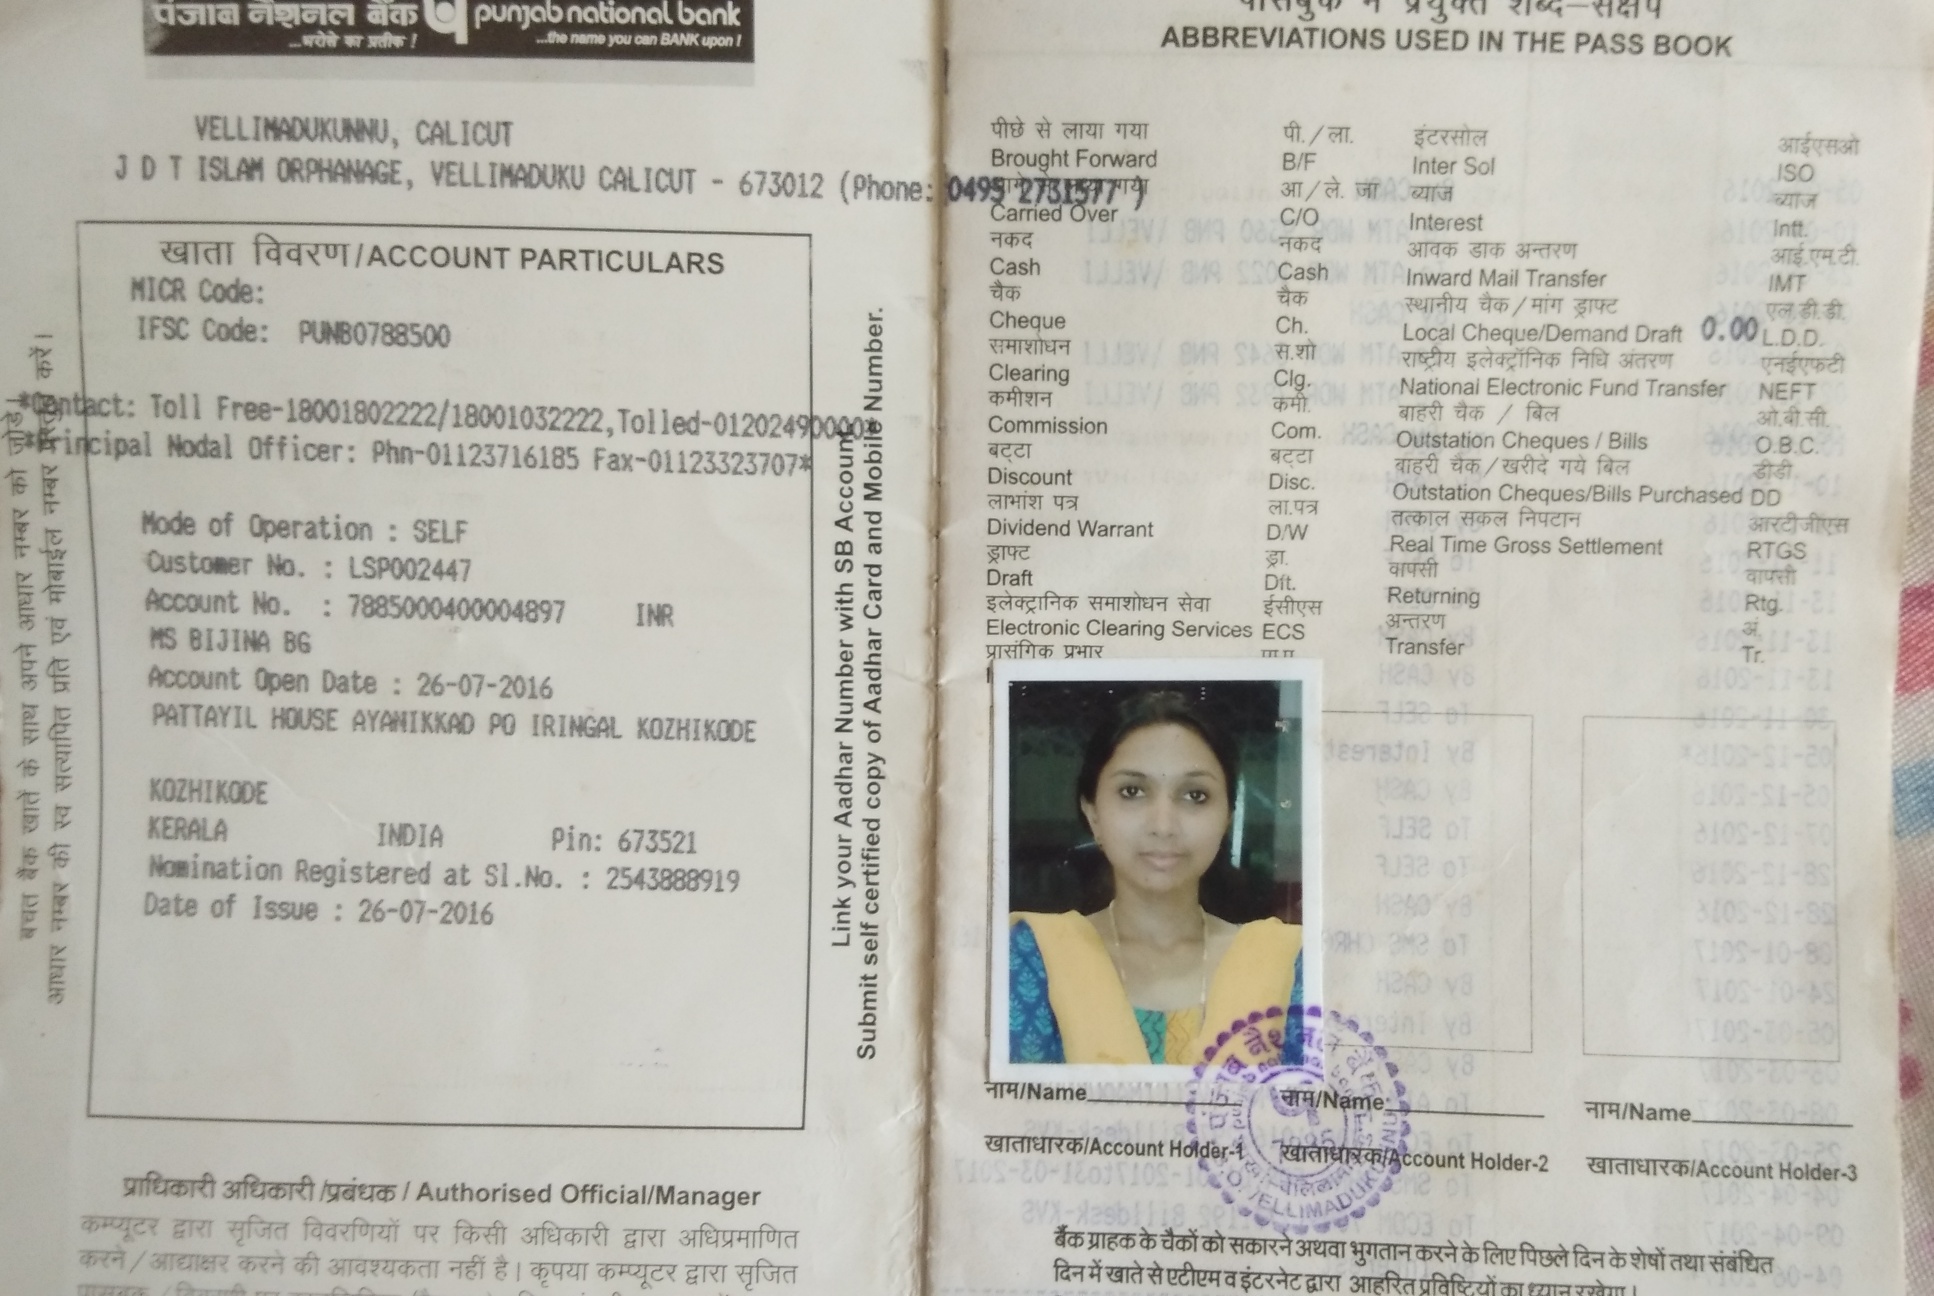 पंजाब नैशनल बैंक punjab national bank
...भरोसे का प्रतीक ! ...the name you can BANK upon !
VELLIMADUKUNNU, CALICUT
J D T ISLAM ORPHANAGE, VELLIMADUKU CALICUT - 673012 (Phone: 0495 2731577 )
खाता विवरण/ACCOUNT PARTICULARS
MICR Code:
IFSC Code: PUNB0788500
*Contact: Toll Free-18001802222/18001032222,Tolled-01202490000*
*Principal Nodal Officer: Phn-01123716185 Fax-01123323707*
Mode of Operation : SELF
Customer No. : LSP002447
Account No. : 7885000400004897 INR
MS BIJINA BG
Account Open Date : 26-07-2016
PATTAYIL HOUSE AYANIKKAD PO IRINGAL KOZHIKODE
KOZHIKODE
KERALA INDIA Pin: 673521
Nomination Registered at Sl.No. : 2543888919
Date of Issue : 26-07-2016
प्राधिकारी अधिकारी/प्रबंधक / Authorised Official/Manager
कम्प्यूटर द्वारा सृजित विवरणियों पर किसी अधिकारी द्वारा अधिप्रमाणित
करने / आद्याक्षर करने की आवश्यकता नहीं है। कृपया कम्प्यूटर द्वारा सृजित
बचत बैंक खाते के साथ अपने आधार नम्बर को जोड़ें।
आधार नम्बर की स्व सत्यापित प्रति एवं मोबाईल नम्बर प्रस्तुत करें।
Link your Aadhar Number with SB Account.
Submit self certified copy of Aadhar Card and Mobile Number.
पासबुक में प्रयुक्त शब्द-संक्षेप
ABBREVIATIONS USED IN THE PASS BOOK
पीछे से लाया गया पी./ला. इंटरसोल आईएसओ
Brought Forward B/F Inter Sol ISO
आगे ले जाया गया आ/ले. जा ब्याज ब्याज
Carried Over C/O Interest Intt.
नकद नकद आवक डाक अन्तरण आई.एम.टी.
Cash Cash Inward Mail Transfer IMT
चैक चैक स्थानीय चैक/मांग ड्राफ्ट एल.डी.डी.
Cheque Ch. Local Cheque/Demand Draft 0.00 L.D.D.
समाशोधन स.शो राष्ट्रीय इलेक्ट्रॉनिक निधि अंतरण एनईएफटी
Clearing Clg. National Electronic Fund Transfer NEFT
कमीशन कमी. बाहरी चैक / बिल ओ.बी.सी.
Commission Com. Outstation Cheques / Bills O.B.C.
बट्टा बट्टा बाहरी चैक/खरीदे गये बिल डीडी
Discount Disc. Outstation Cheques/Bills Purchased DD
लाभांश पत्र ला.पत्र तत्काल सकल निपटान आरटीजीएस
Dividend Warrant D/W Real Time Gross Settlement RTGS
ड्राफ्ट ड्रा. वापसी वापसी
Draft Dft. Returning Rtg.
इलेक्ट्रानिक समाशोधन सेवा ईसीएस अन्तरण अं.
Electronic Clearing Services ECS Transfer Tr.
प्रासंगिक प्रभार
नाम/Name नाम/Name नाम/Name
खाताधारक/Account Holder-1 खाताधारक/Account Holder-2 खाताधारक/Account Holder-3
बैंक ग्राहक के चैकों को सकारने अथवा भुगतान करने के लिए पिछले दिन के शेषों तथा संबंधित
दिन में खाते से एटीएम व इंटरनेट द्वारा आहरित प्रविष्टियों का ध्यान रखेगा।